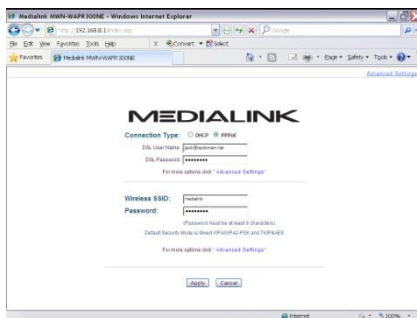 Medialink MWN-WAPR300NE - Windows Internet Explorer
http://192.168.8.1/index.asp
File Edit View Favorites Tools Help
X Convert Select
Favorites Medialink MWN-WAPR300NE
Page Safety Tools
Advanced Settings
MEDIALINK
Connection Type: DHCP PPPoE
DSL User Name:
DSL Password: ••••••••
For more options click "Advanced Settings"
Wireless SSID: medialink
Password: ••••••••
(Password must be at least 8 characters)
Default Security Mode is Mixed WPA/WPA2-PSK and TKIP&AES
For more options click "Advanced Settings"
Apply Cancel
Internet 100%